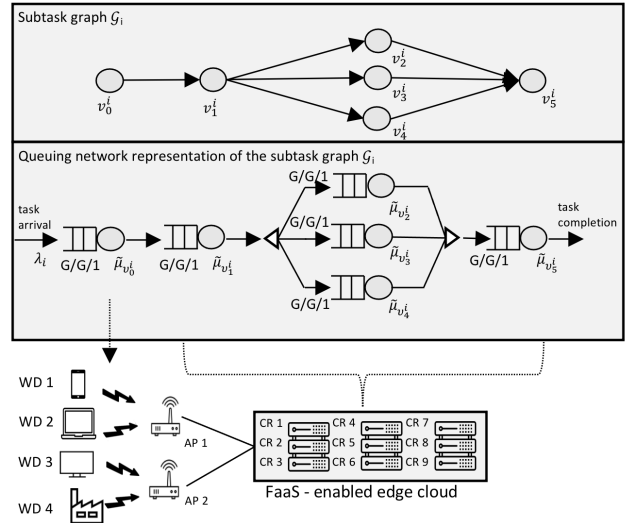 Subtask graph 𝒢i
v₀ⁱ
v₁ⁱ
v₂ⁱ
v₃ⁱ
v₄ⁱ
v₅ⁱ
Queuing network representation of the subtask graph 𝒢i
task
arrival
λᵢ
G/G/1
μ̃_{v₀ⁱ}
G/G/1
μ̃_{v₁ⁱ}
G/G/1
μ̃_{v₂ⁱ}
G/G/1
μ̃_{v₃ⁱ}
G/G/1
μ̃_{v₄ⁱ}
G/G/1
μ̃_{v₅ⁱ}
task
completion
WD 1
WD 2
WD 3
WD 4
AP 1
AP 2
CR 1 CR 4 CR 7
CR 2 CR 5 CR 8
CR 3 CR 6 CR 9
FaaS - enabled edge cloud